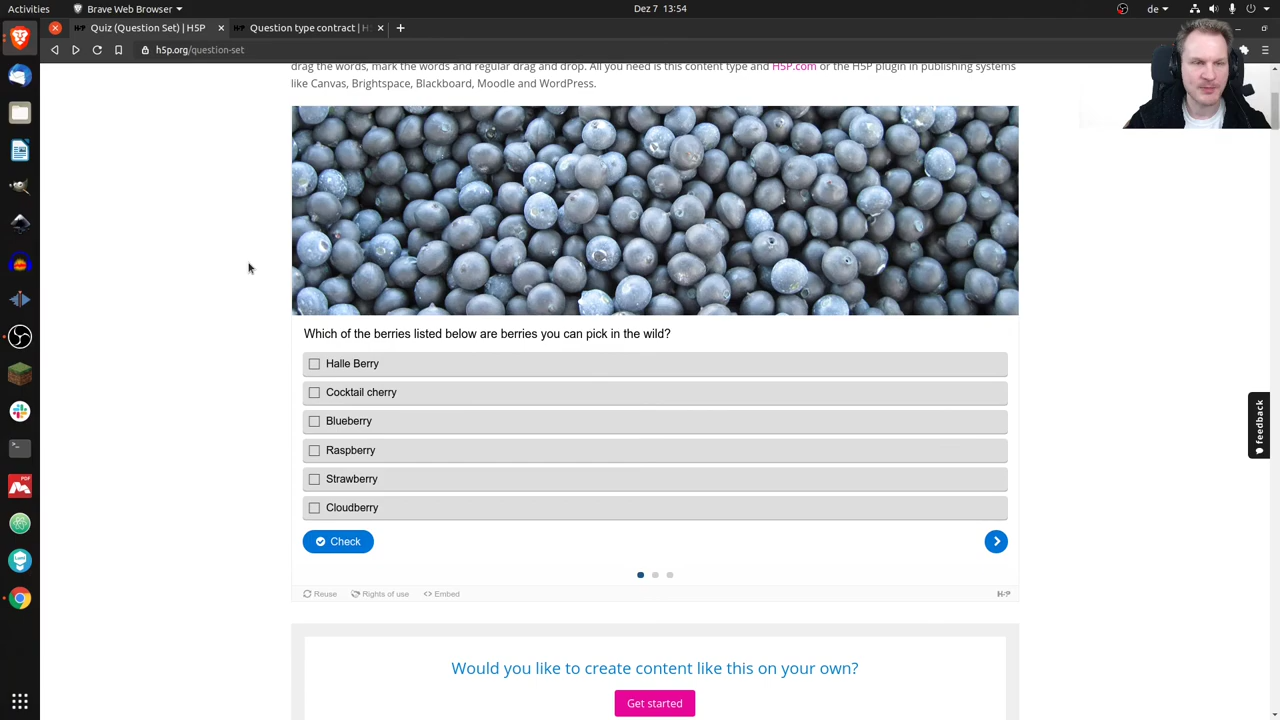 Activities
Brave Web Browser
Dez 7 13:54
de
Quiz (Question Set) | H5P
Question type contract | H
h5p.org/question-set
drag the words, mark the words and regular drag and drop. All you need is this content type and H5P.com or the H5P plugin in publishing systems
like Canvas, Brightspace, Blackboard, Moodle and WordPress.
Which of the berries listed below are berries you can pick in the wild?
Halle Berry
Cocktail cherry
Blueberry
Raspberry
Strawberry
Cloudberry
Check
Reuse
Rights of use
<> Embed
H5P
feedback
Would you like to create content like this on your own?
Get started
PDF